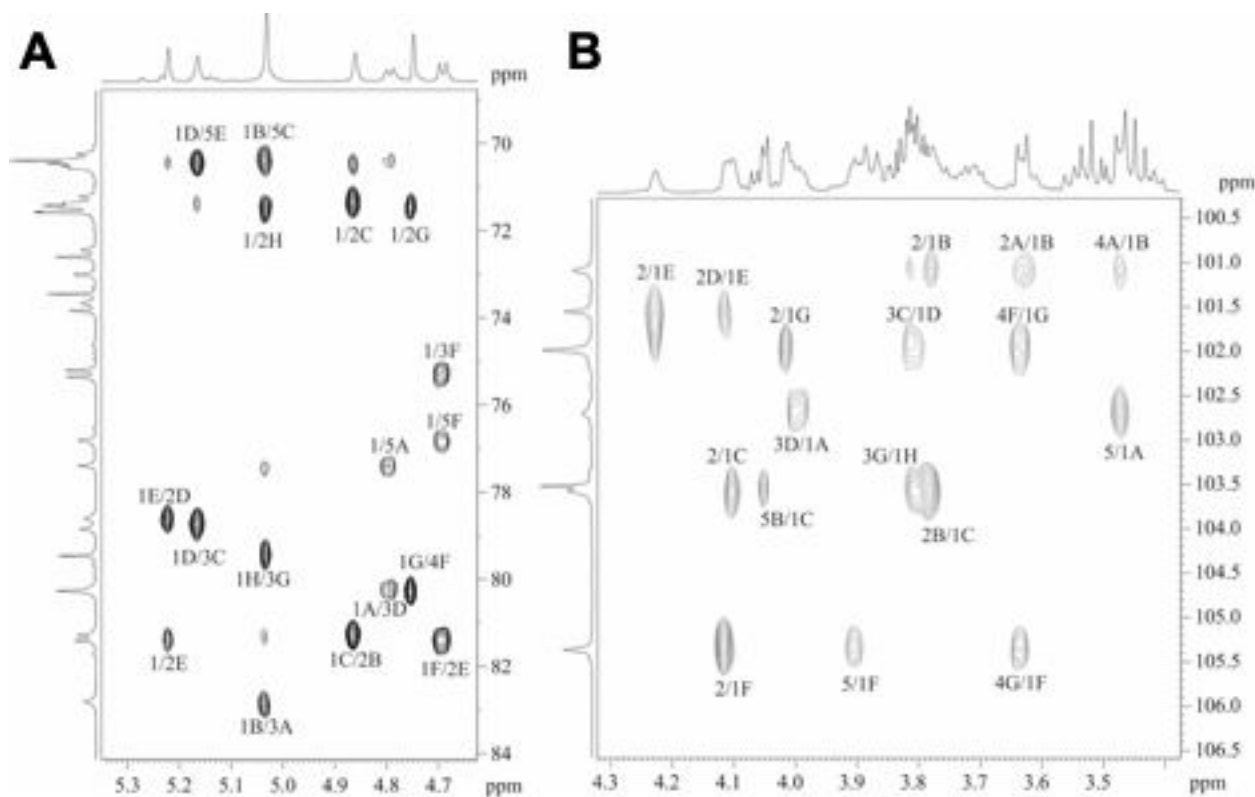 A
ppm
1D/5E
1B/5C
1/2H
1/2C
1/2G
1/3F
1/5F
1/5A
1E/2D
1D/3C
1H/3G
1G/4F
1A/3D
1/2E
1C/2B
1F/2E
1B/3A
70
72
74
76
78
80
82
84
5.3
5.2
5.1
5.0
4.9
4.8
4.7
ppm
B
ppm
2/1E
2D/1E
2/1B
2A/1B
4A/1B
2/1G
3C/1D
4F/1G
3D/1A
5/1A
2/1C
5B/1C
3G/1H
2B/1C
2/1F
5/1F
4G/1F
100.5
101.0
101.5
102.0
102.5
103.0
103.5
104.0
104.5
105.0
105.5
106.0
106.5
4.3
4.2
4.1
4.0
3.9
3.8
3.7
3.6
3.5
ppm